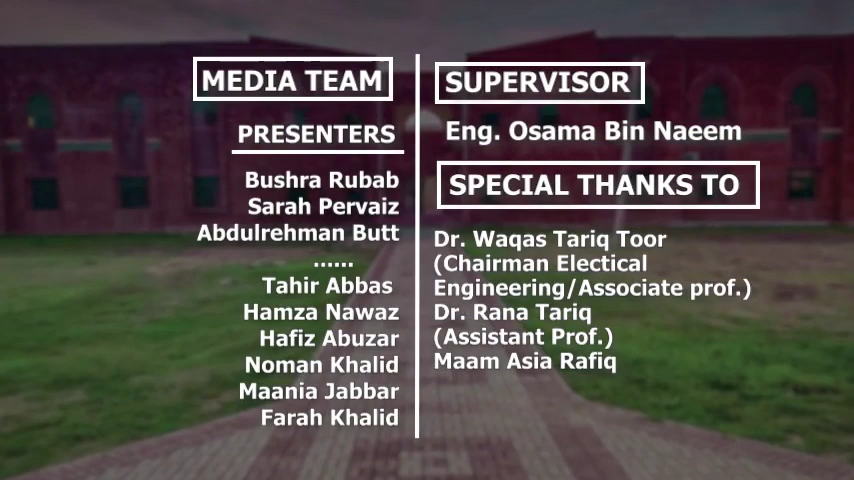 MEDIA TEAM
PRESENTERS
Bushra Rubab
Sarah Pervaiz
Abdulrehman Butt
......
Tahir Abbas
Hamza Nawaz
Hafiz Abuzar
Noman Khalid
Maania Jabbar
Farah Khalid
SUPERVISOR
Eng. Osama Bin Naeem
SPECIAL THANKS TO
Dr. Waqas Tariq Toor
(Chairman Electical
Engineering/Associate prof.)
Dr. Rana Tariq
(Assistant Prof.)
Maam Asia Rafiq